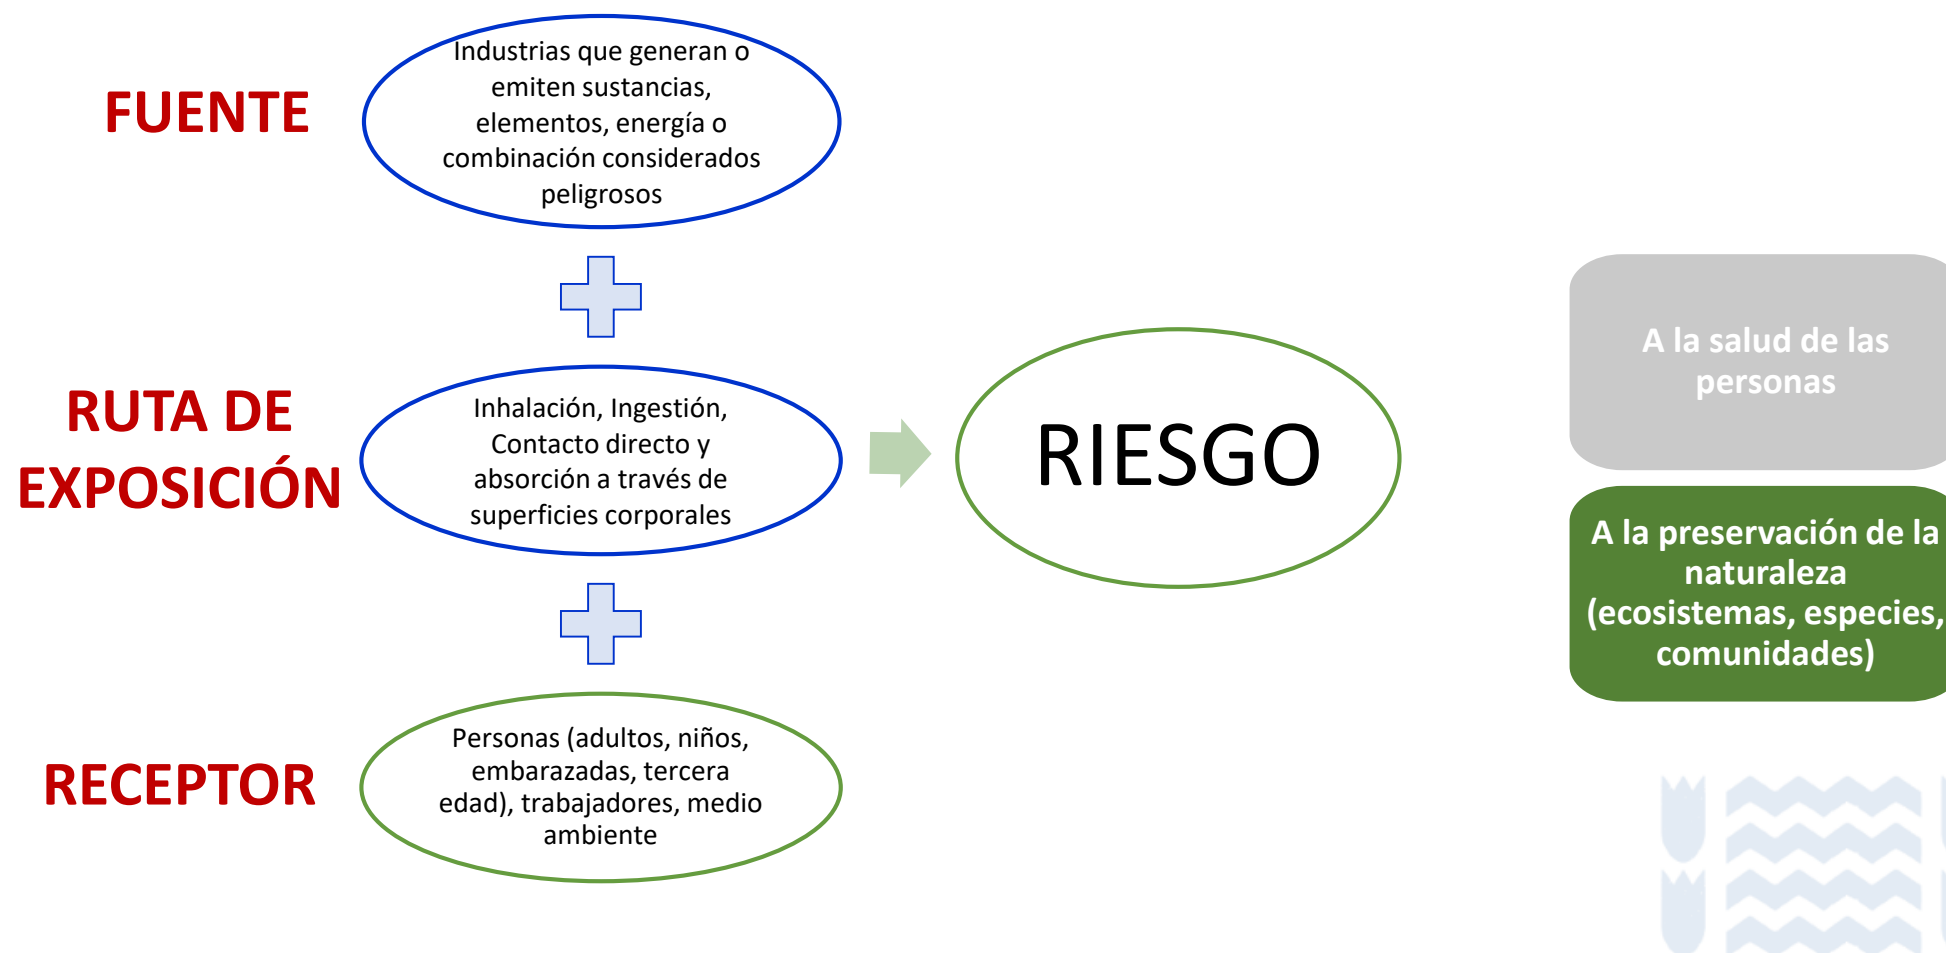 FUENTE
Industrias que generan o
emiten sustancias,
elementos, energía o
combinación considerados
peligrosos
RUTA DE
EXPOSICIÓN
Inhalación, Ingestión,
Contacto directo y
absorción a través de
superficies corporales
RECEPTOR
Personas (adultos, niños,
embarazadas, tercera
edad), trabajadores, medio
ambiente
RIESGO
A la salud de las
personas
A la preservación de la
naturaleza
(ecosistemas, especies,
comunidades)